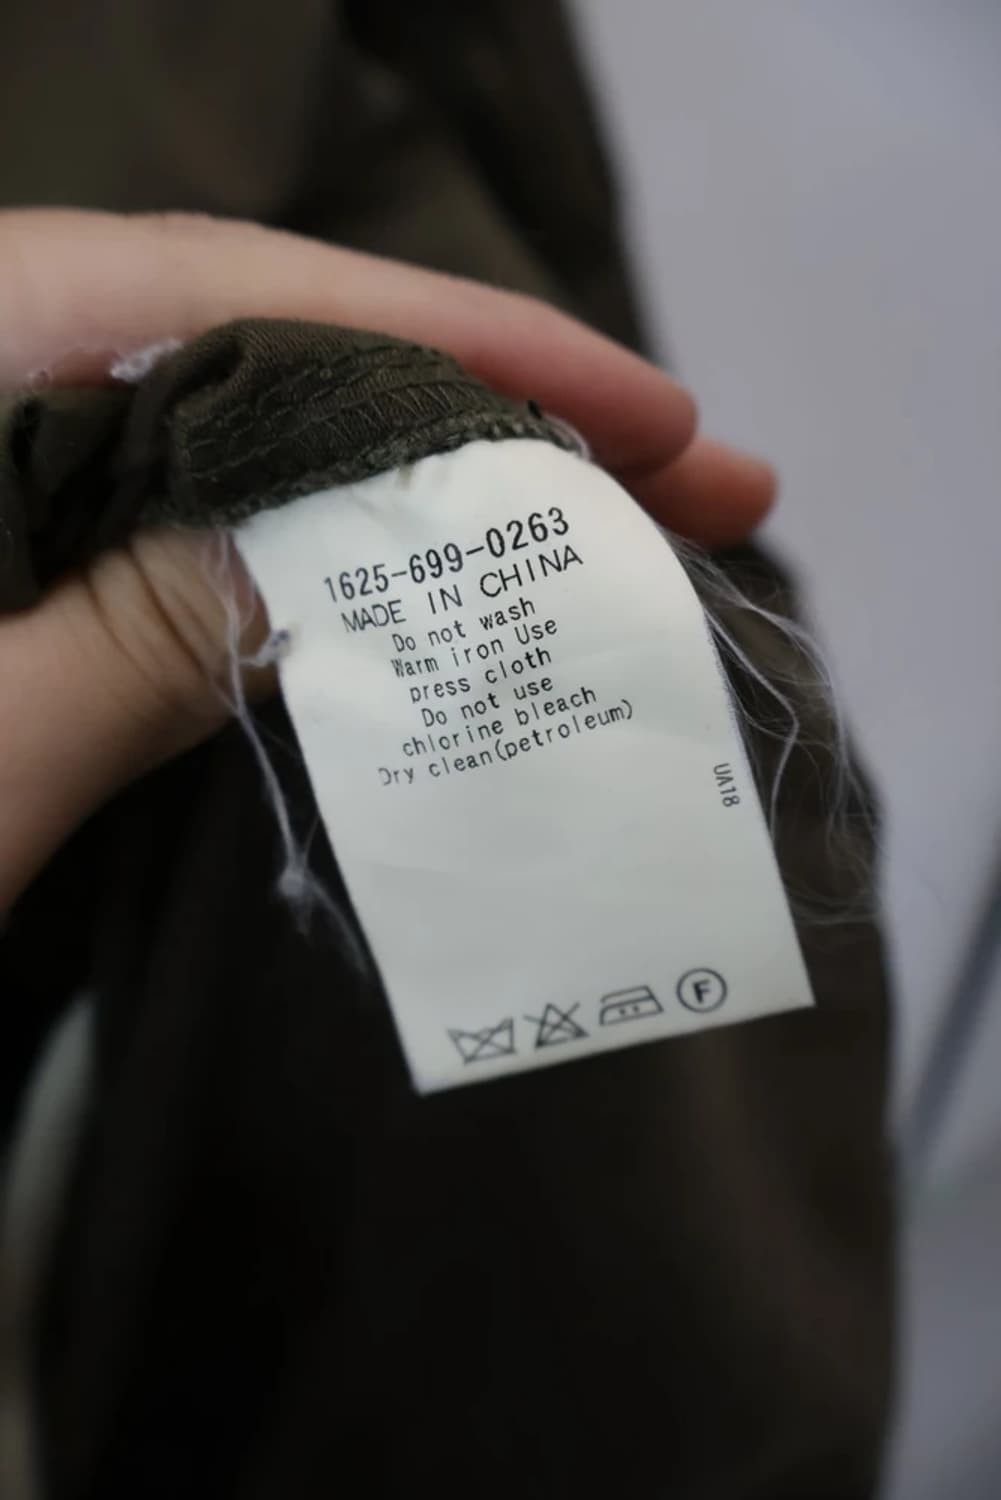 1625-699-0263
MADE IN CHINA
Do not wash
Warm iron Use
press cloth
Do not use
chlorine bleach
Dry clean(petroleum)
UA18
F